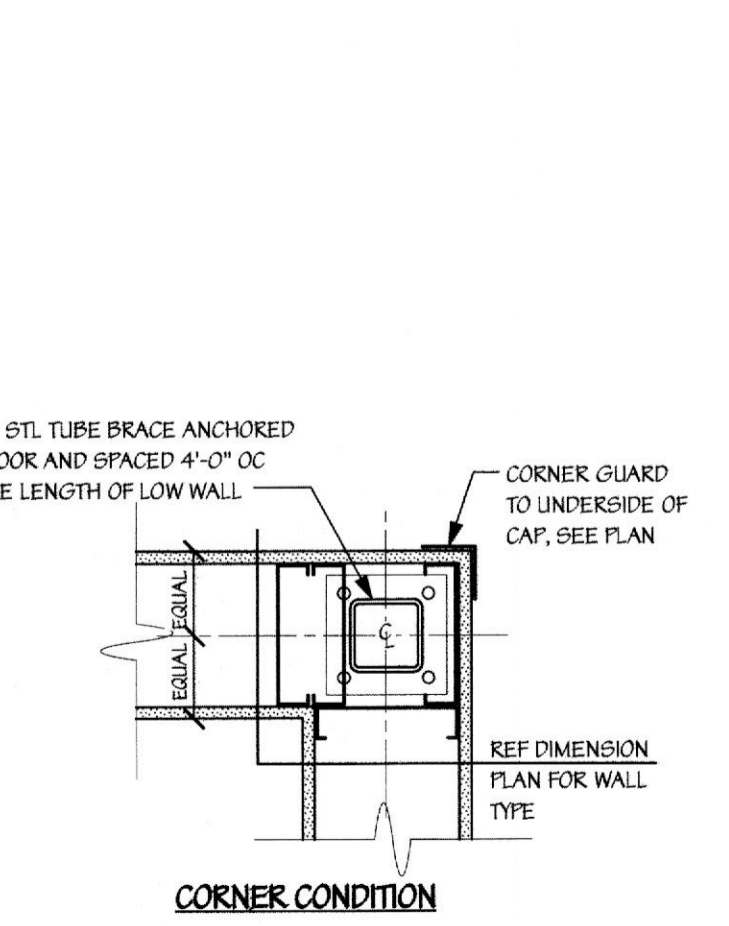 STL TUBE BRACE ANCHORED
AND SPACED 4'-0" OC
LENGTH OF LOW WALL
CORNER GUARD
TO UNDERSIDE OF
CAP, SEE PLAN
EQUAL
EQUAL
CL
REF DIMENSION
PLAN FOR WALL
TYPE
CORNER CONDITION